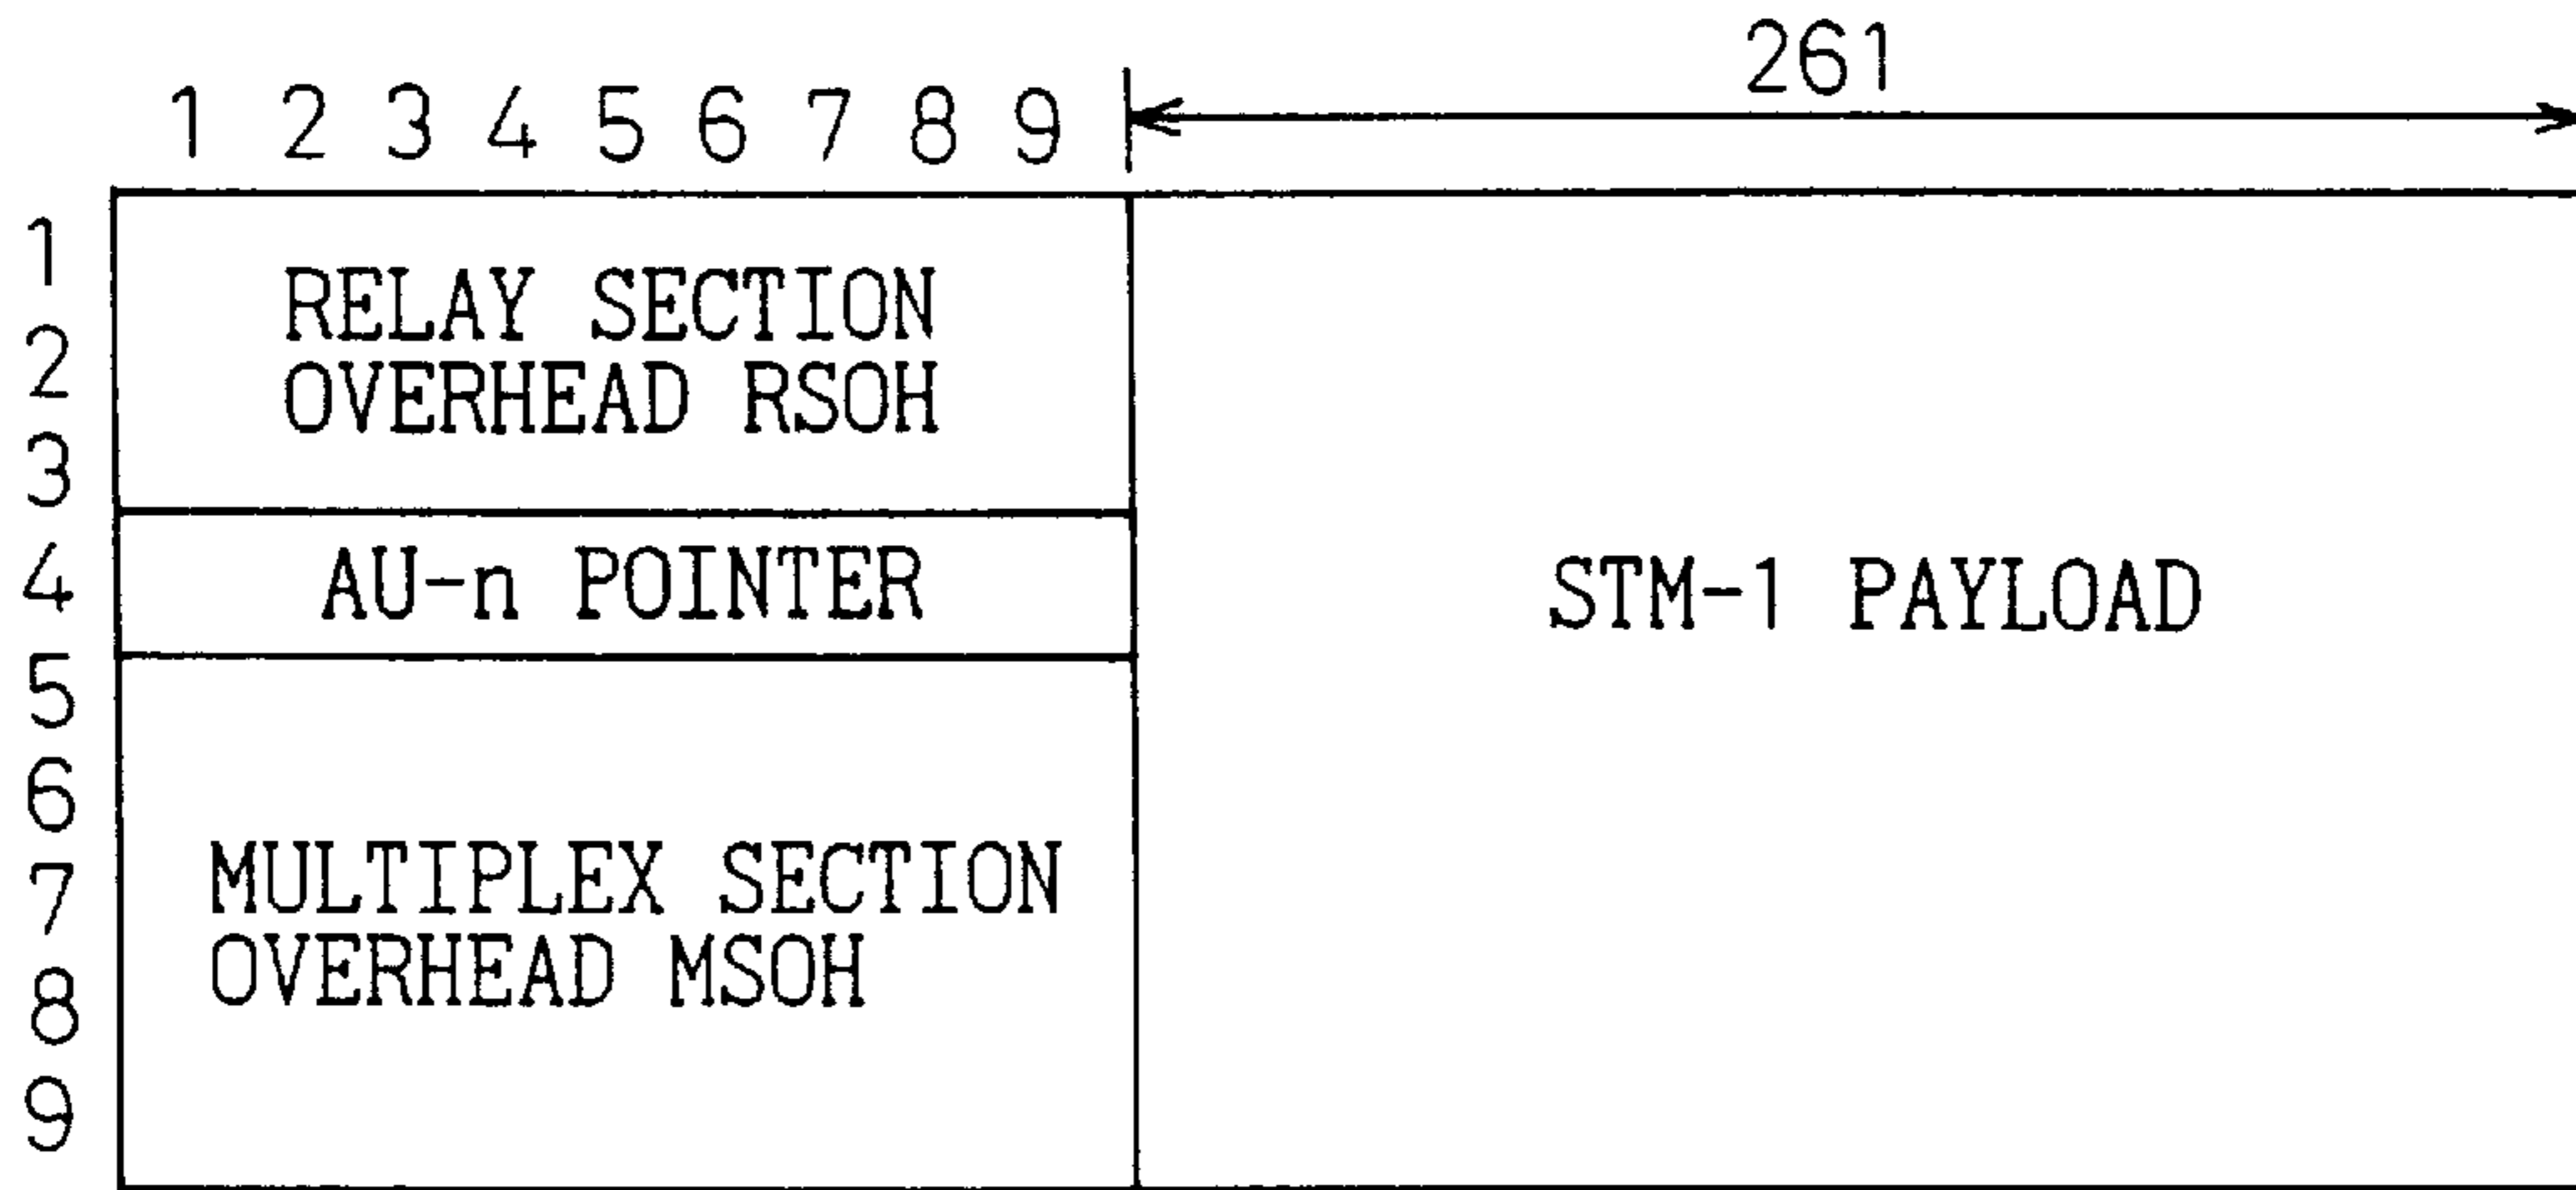 261
1 2 3 4 5 6 7 8 9
1
2
3
4
5
6
7
8
9
RELAY SECTION
OVERHEAD RSOH
AU-n POINTER
MULTIPLEX SECTION
OVERHEAD MSOH
STM-1 PAYLOAD